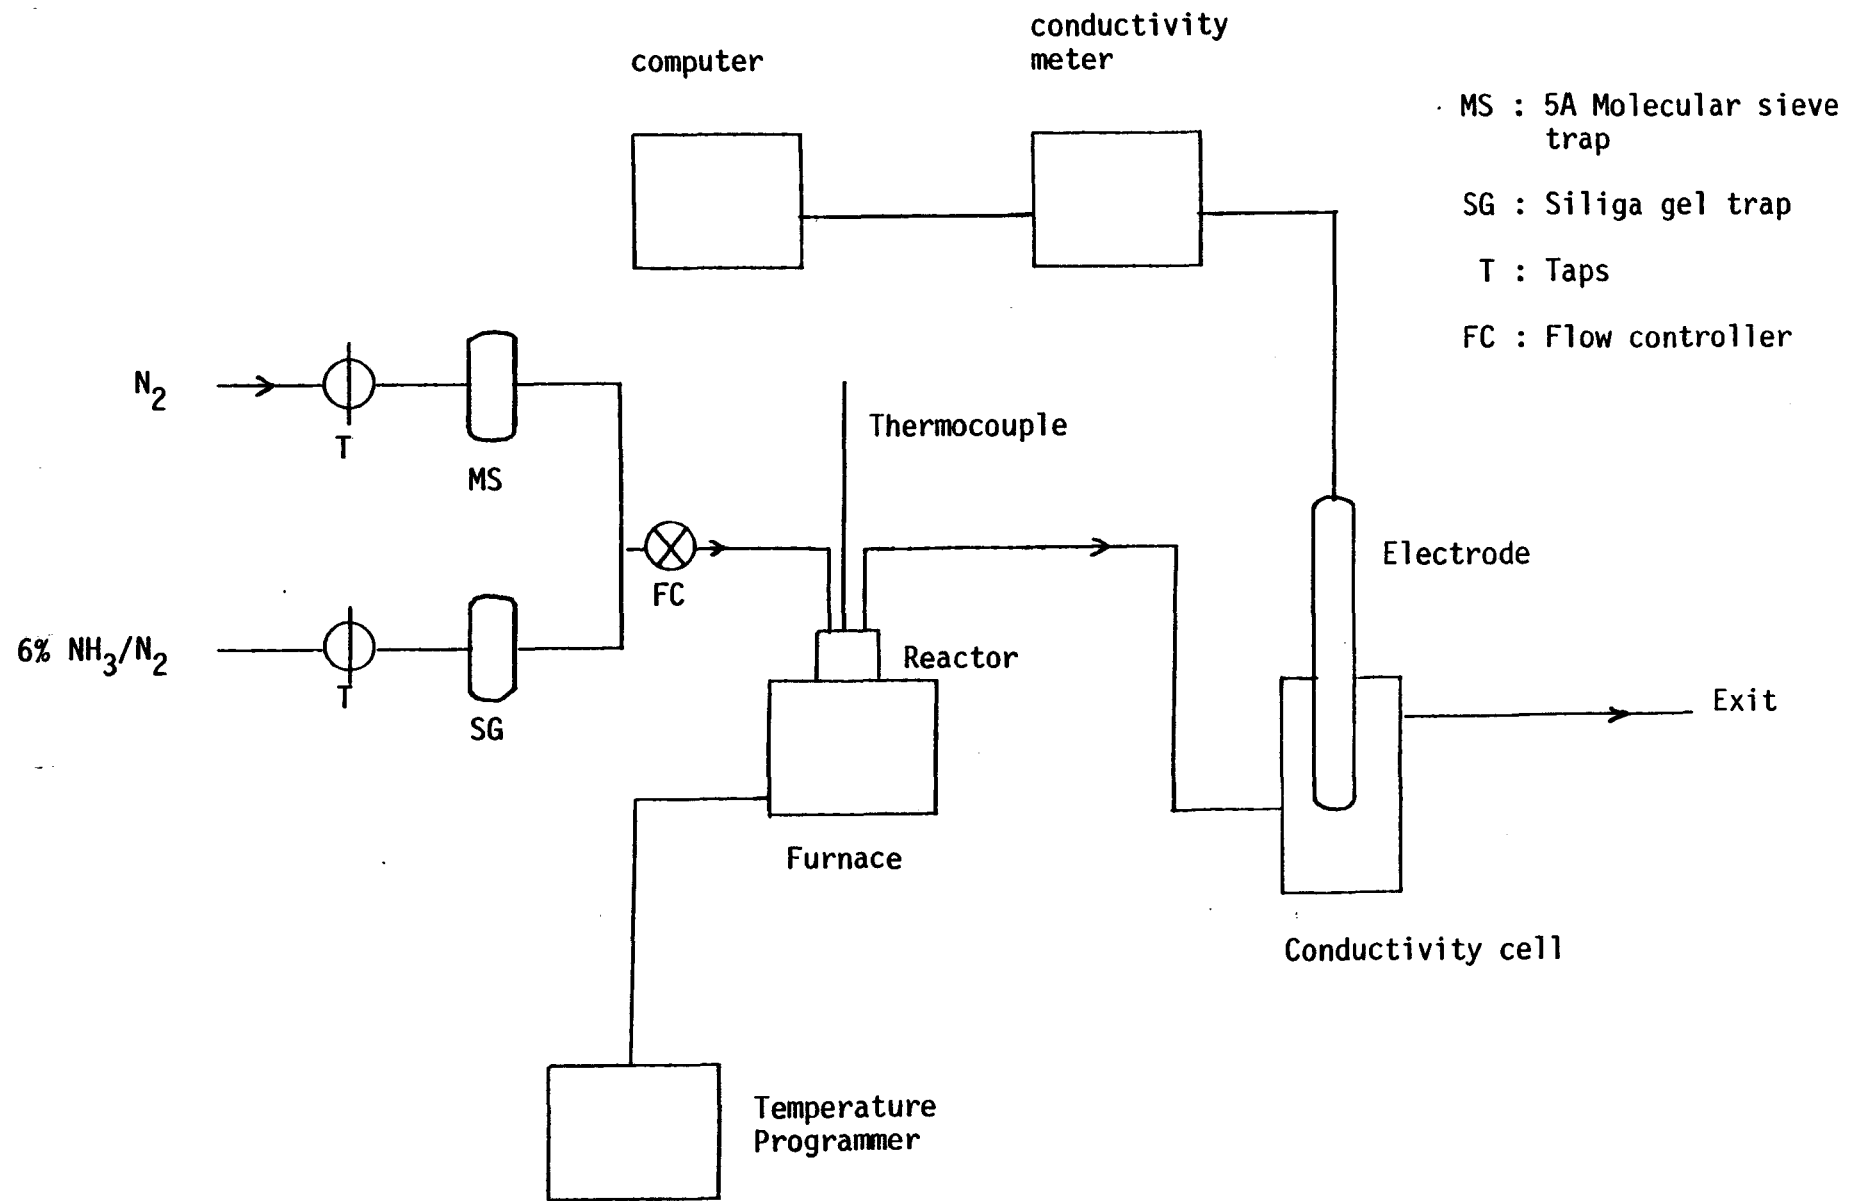 computer
conductivity
meter
MS : 5A Molecular sieve
trap
SG : Siliga gel trap
T : Taps
FC : Flow controller
N2
T
MS
Thermocouple
FC
Electrode
6% NH3/N2
T
SG
Reactor
Exit
Furnace
Conductivity cell
Temperature
Programmer